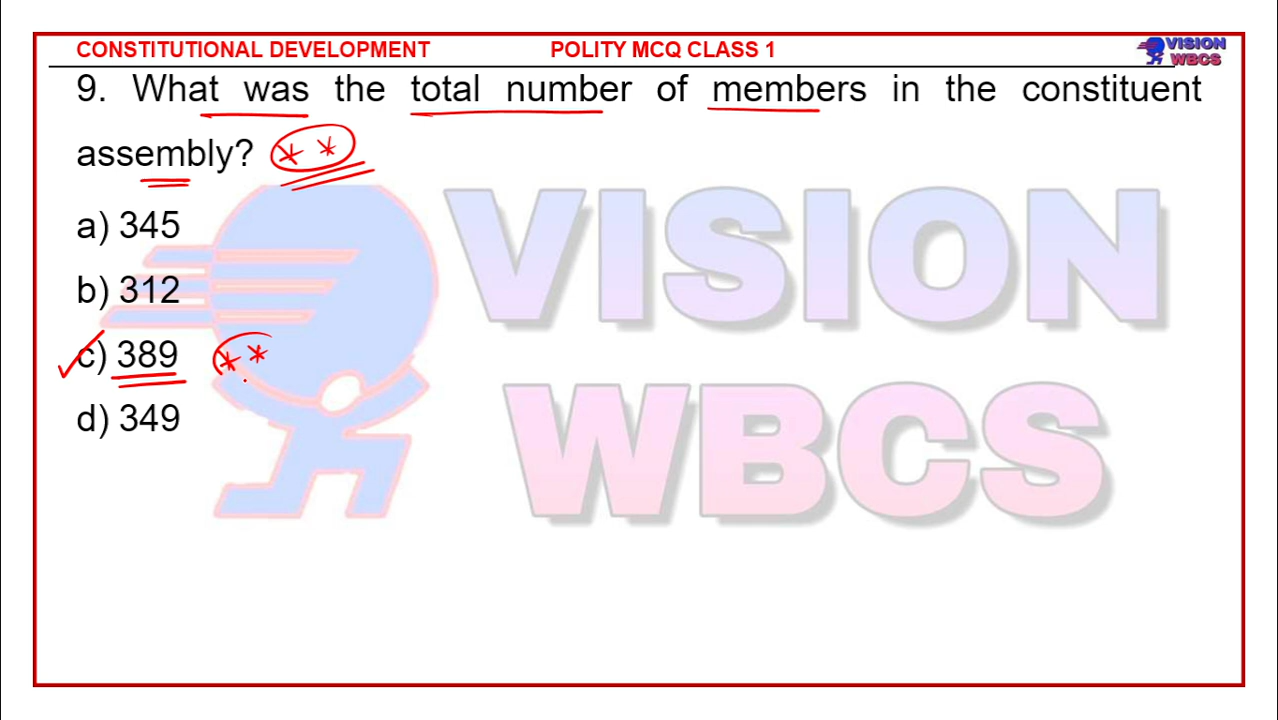 CONSTITUTIONAL DEVELOPMENT POLITY MCQ CLASS 1 VISION
WBCS
9. What was the total number of members in the constituent
assembly? **
a) 345
b) 312
c) 389 **
d) 349
VISION
WBCS